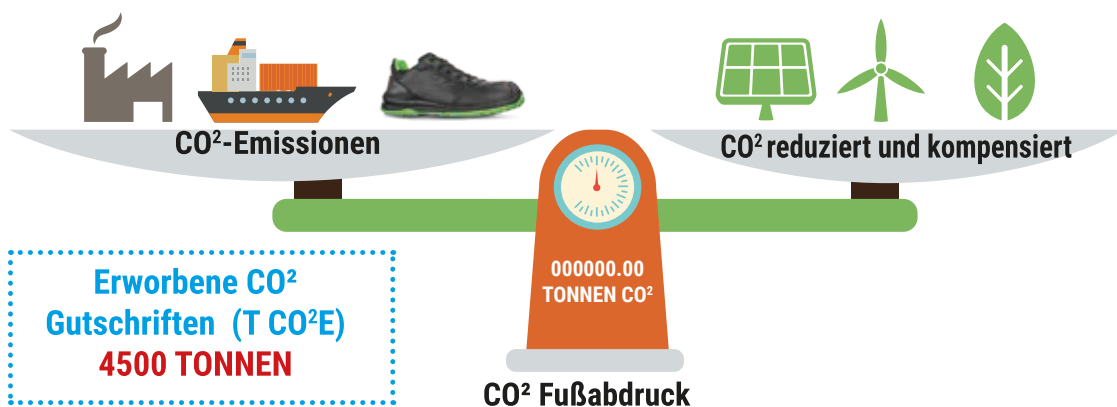 CO²-Emissionen
CO² reduziert und kompensiert
000000.00
TONNEN CO²
Erworbene CO²
Gutschriften (T CO²E)
4500 TONNEN
CO² Fußabdruck